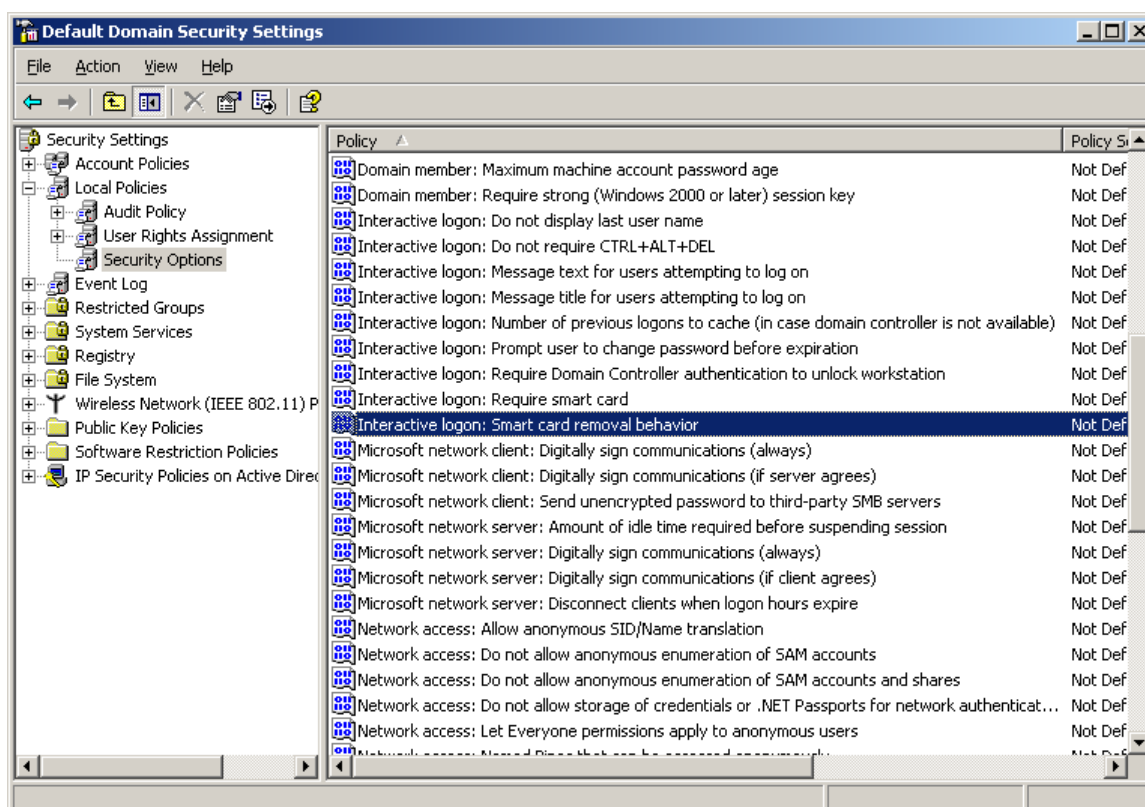 Default Domain Security Settings
File Action View Help
Security Settings
Account Policies
Local Policies
Audit Policy
User Rights Assignment
Security Options
Event Log
Restricted Groups
System Services
Registry
File System
Wireless Network (IEEE 802.11) P
Public Key Policies
Software Restriction Policies
IP Security Policies on Active Direc
Policy Policy S
Domain member: Maximum machine account password age Not Def
Domain member: Require strong (Windows 2000 or later) session key Not Def
Interactive logon: Do not display last user name Not Def
Interactive logon: Do not require CTRL+ALT+DEL Not Def
Interactive logon: Message text for users attempting to log on Not Def
Interactive logon: Message title for users attempting to log on Not Def
Interactive logon: Number of previous logons to cache (in case domain controller is not available) Not Def
Interactive logon: Prompt user to change password before expiration Not Def
Interactive logon: Require Domain Controller authentication to unlock workstation Not Def
Interactive logon: Require smart card Not Def
Interactive logon: Smart card removal behavior Not Def
Microsoft network client: Digitally sign communications (always) Not Def
Microsoft network client: Digitally sign communications (if server agrees) Not Def
Microsoft network client: Send unencrypted password to third-party SMB servers Not Def
Microsoft network server: Amount of idle time required before suspending session Not Def
Microsoft network server: Digitally sign communications (always) Not Def
Microsoft network server: Digitally sign communications (if client agrees) Not Def
Microsoft network server: Disconnect clients when logon hours expire Not Def
Network access: Allow anonymous SID/Name translation Not Def
Network access: Do not allow anonymous enumeration of SAM accounts Not Def
Network access: Do not allow anonymous enumeration of SAM accounts and shares Not Def
Network access: Do not allow storage of credentials or .NET Passports for network authenticat... Not Def
Network access: Let Everyone permissions apply to anonymous users Not Def
Network access: Named Pipes that can be accessed anonymously Not Def